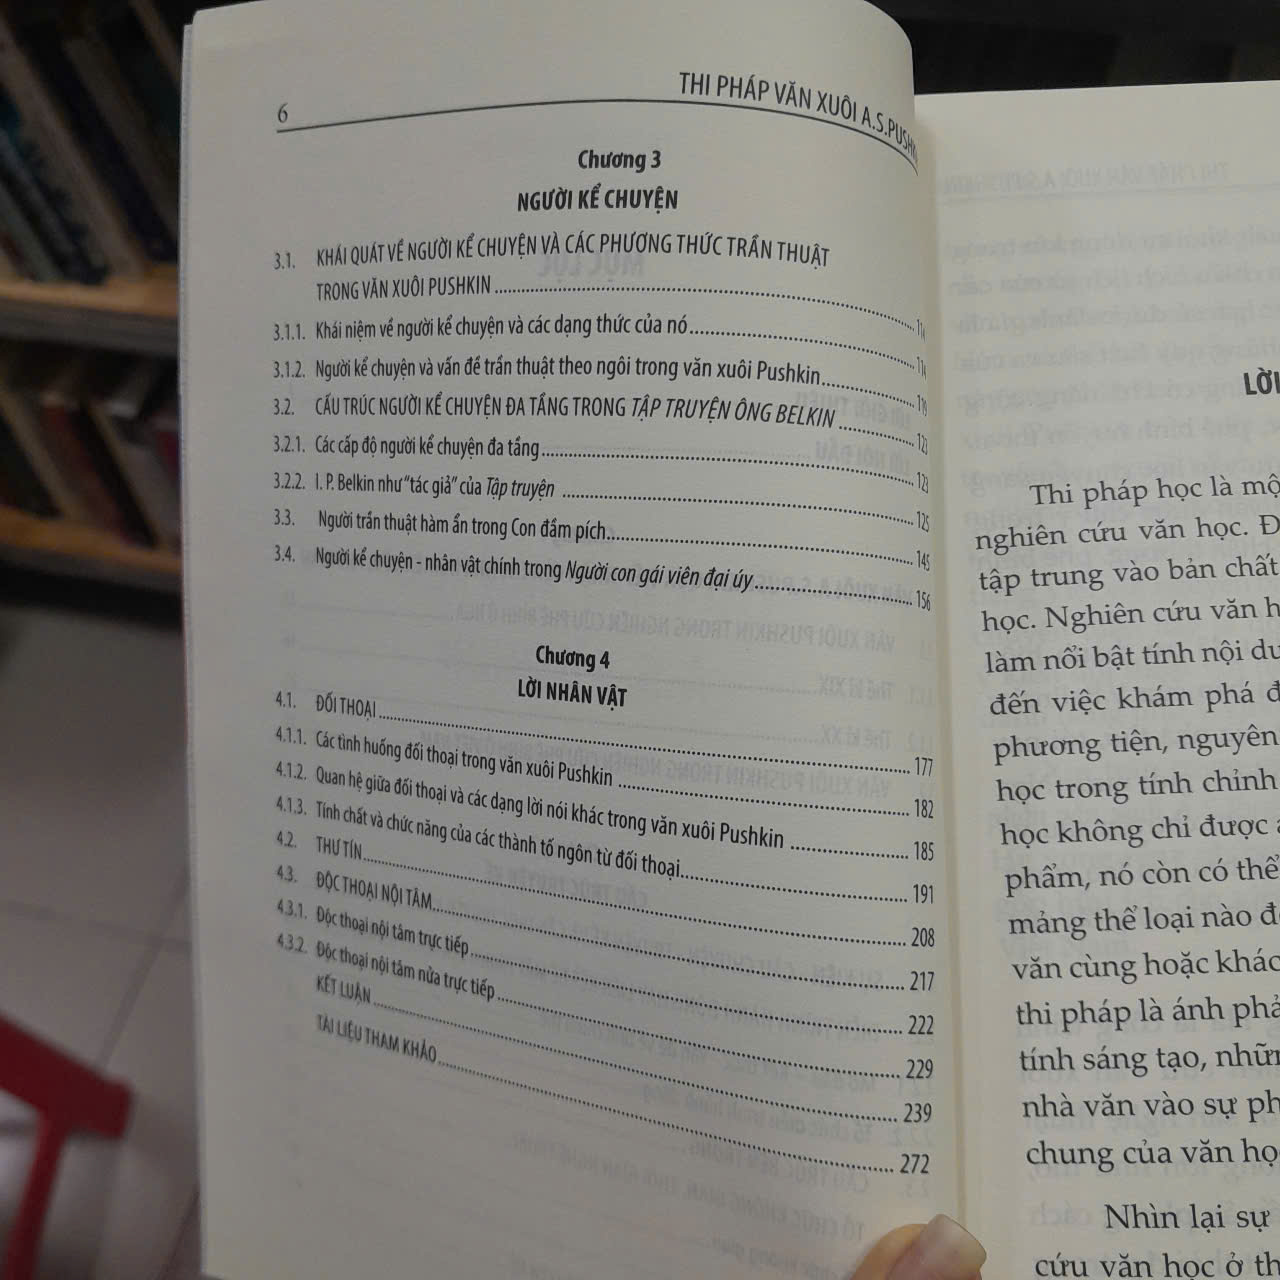 6
THI PHÁP VĂN XUÔI A.S.PUSHK
Chương 3
NGƯỜI KỂ CHUYỆN
3.1. KHÁI QUÁT VỀ NGƯỜI KỂ CHUYỆN VÀ CÁC PHƯƠNG THỨC TRẦN THUẬT
TRONG VĂN XUÔI PUSHKIN ... 114
3.1.1. Khái niệm về người kể chuyện và các dạng thức của nó ... 114
3.1.2. Người kể chuyện và vấn đề trần thuật theo ngôi trong văn xuôi Pushkin ... 119
3.2. CẤU TRÚC NGƯỜI KỂ CHUYỆN ĐA TẦNG TRONG TẬP TRUYỆN ÔNG BELKIN ... 123
3.2.1. Các cấp độ người kể chuyện đa tầng ... 123
3.2.2. I. P. Belkin như "tác giả" của Tập truyện ... 125
3.3. Người trần thuật hàm ẩn trong Con đầm pích ... 145
3.4. Người kể chuyện - nhân vật chính trong Người con gái viên đại úy ... 156
Chương 4
LỜI NHÂN VẬT
4.1. ĐỐI THOẠI ... 177
4.1.1. Các tình huống đối thoại trong văn xuôi Pushkin ... 182
4.1.2. Quan hệ giữa đối thoại và các dạng lời nói khác trong văn xuôi Pushkin ... 185
4.1.3. Tính chất và chức năng của các thành tố ngôn từ đối thoại ... 191
4.2. THƯ TÍN ... 208
4.3. ĐỘC THOẠI NỘI TÂM ... 217
4.3.1. Độc thoại nội tâm trực tiếp ... 222
4.3.2. Độc thoại nội tâm nửa trực tiếp ... 229
KẾT LUẬN ... 239
TÀI LIỆU THAM KHẢO ... 272
LỜI
Thi pháp học là mộ
nghiên cứu văn học. Đ
tập trung vào bản chất
học. Nghiên cứu văn h
làm nổi bật tính nội du
đến việc khám phá đ
phương tiện, nguyên
học trong tính chỉnh
học không chỉ được
phẩm, nó còn có thể
mảng thể loại nào đ
văn cùng hoặc khác
thi pháp là ánh phả
tính sáng tạo, nhữn
nhà văn vào sự ph
chung của văn họ
Nhìn lại sự
cứu văn học ở th